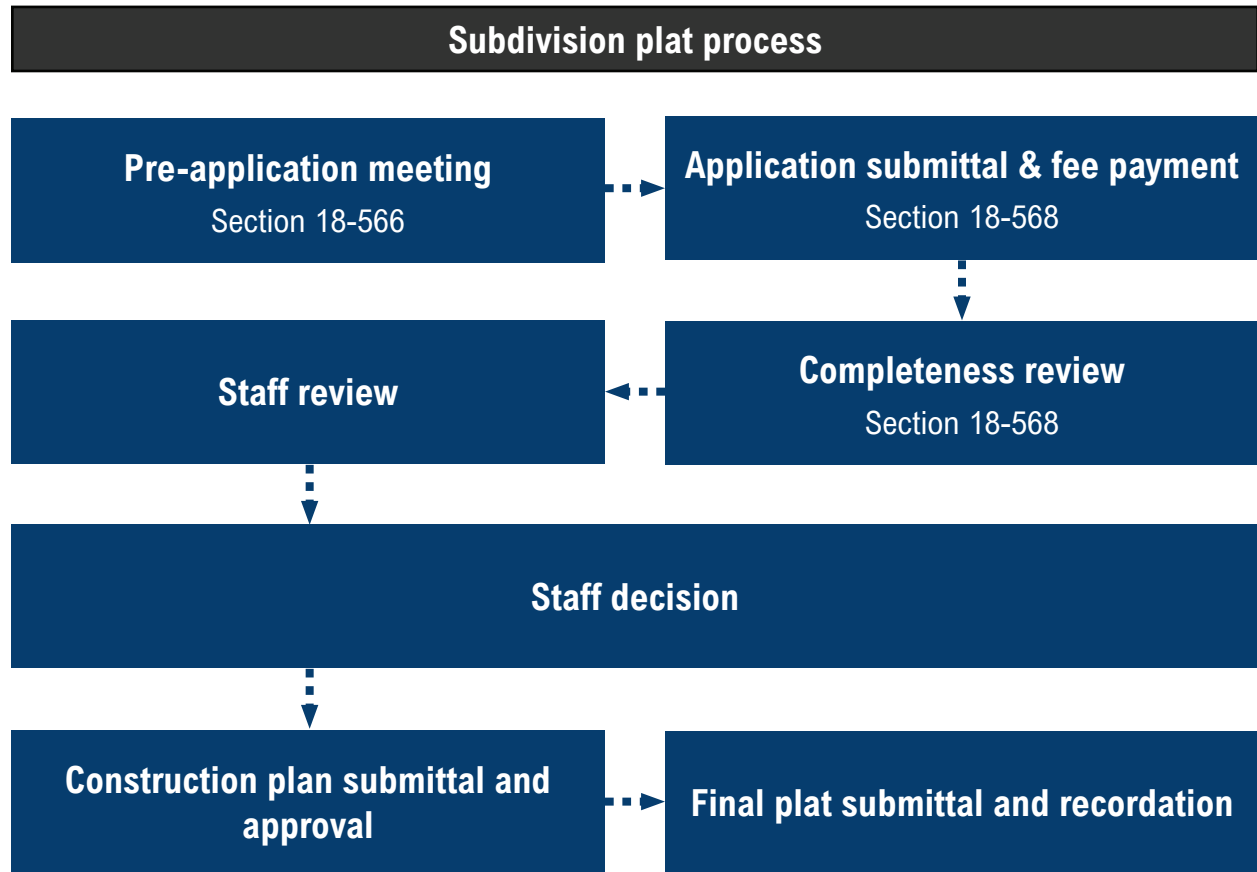 Subdivision plat process
Pre-application meeting
Section 18-566
Application submittal & fee payment
Section 18-568
Completeness review
Section 18-568
Staff review
Staff decision
Construction plan submittal and
approval
Final plat submittal and recordation